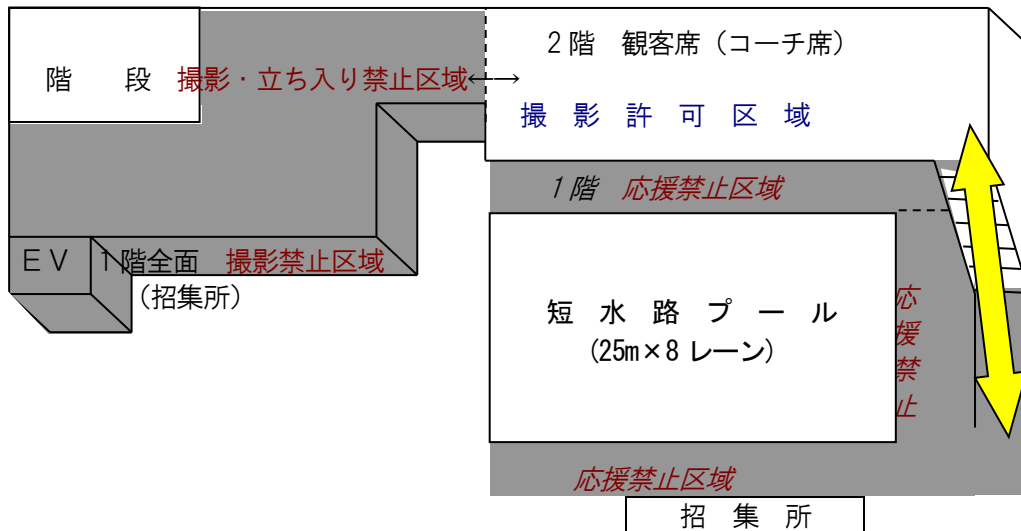 2階 観客席（コーチ席）
階 段 撮影・立ち入り禁止区域
撮 影 許 可 区 域
1階 応援禁止区域
ＥＶ 1階全面 撮影禁止区域
（招集所）
短 水 路 プ ー ル
(25m×8レーン)
応援禁止
応援禁止区域
招 集 所